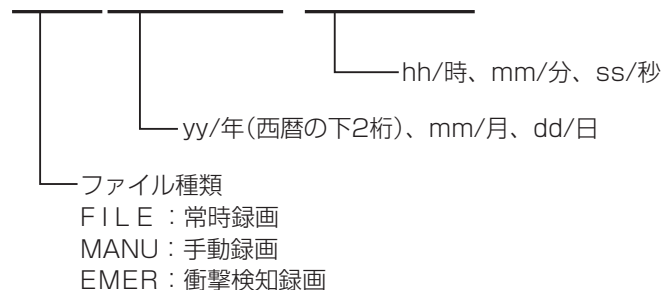 hh/時、mm/分、ss/秒
yy/年(西暦の下2桁)、mm/月、dd/日
ファイル種類
FILE：常時録画
MANU：手動録画
EMER：衝撃検知録画